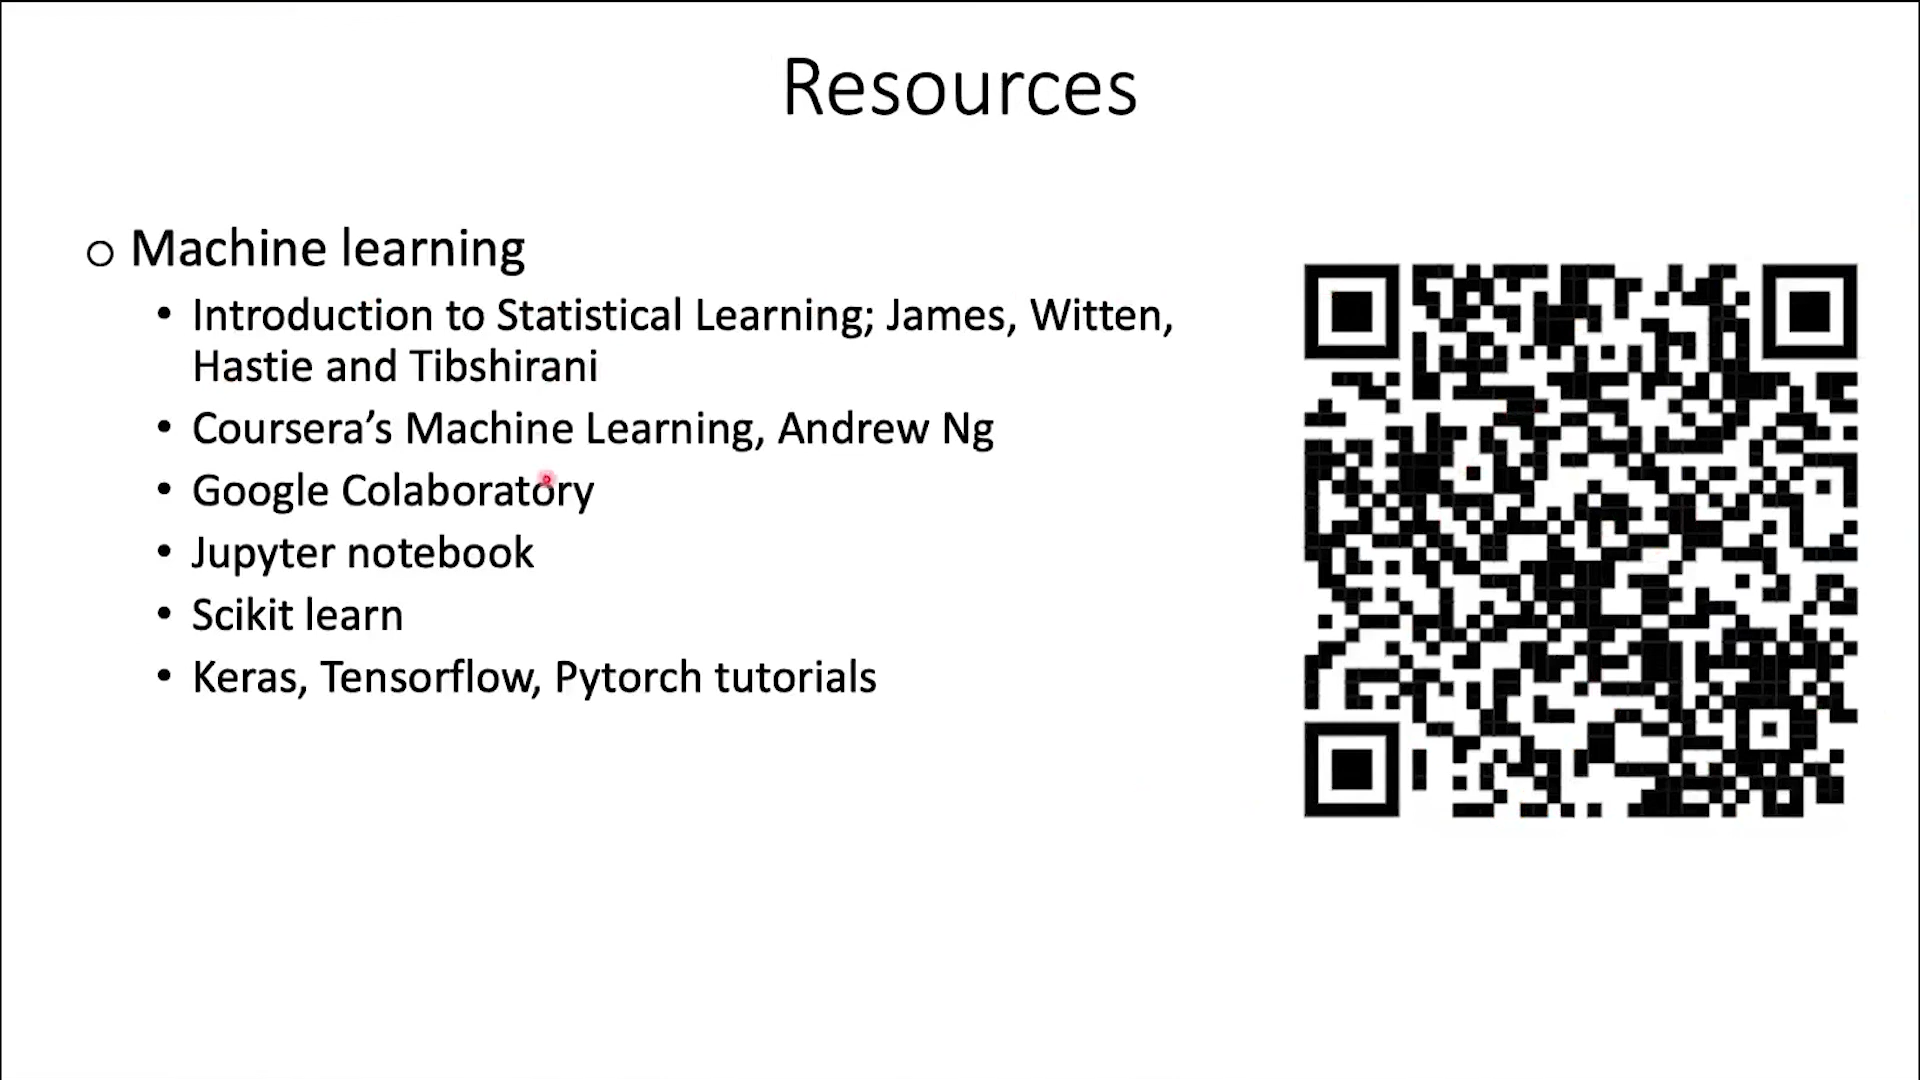 Resources
Machine learning
Introduction to Statistical Learning; James, Witten,
Hastie and Tibshirani
Coursera’s Machine Learning, Andrew Ng
Google Colaboratory
Jupyter notebook
Scikit learn
Keras, Tensorflow, Pytorch tutorials